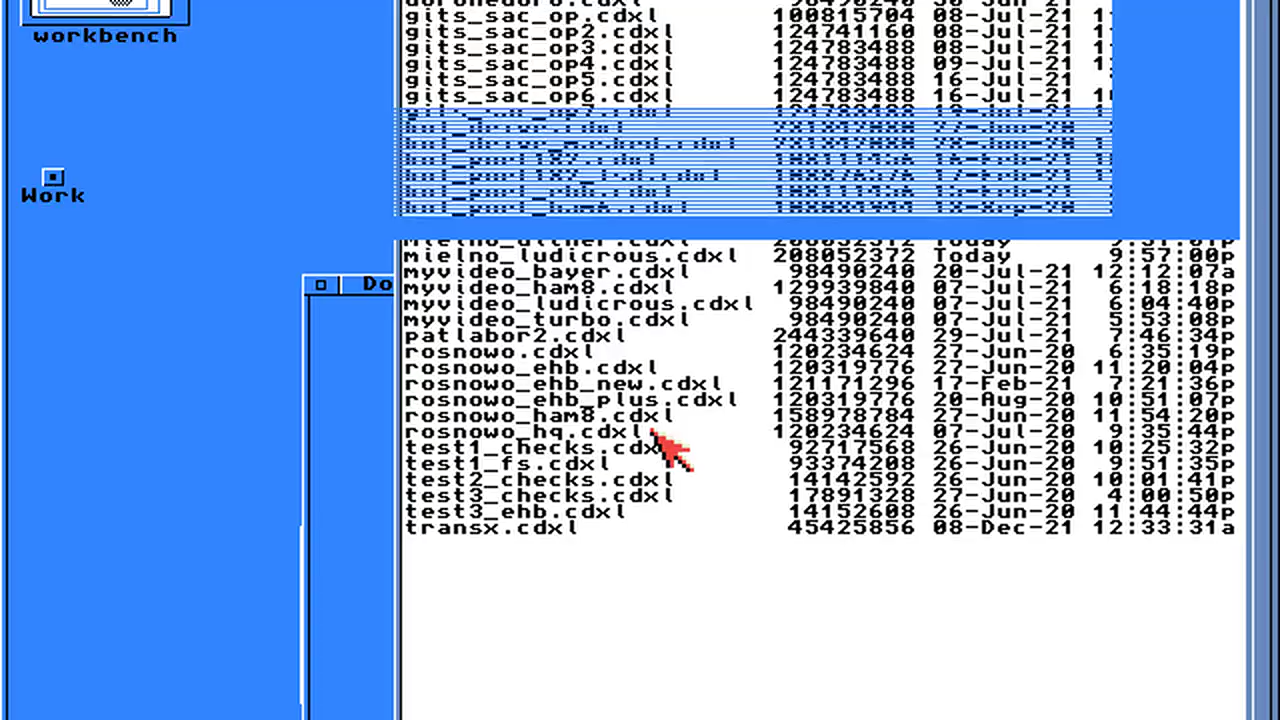 workbench
Work
Do
gits_sac_op.cdxl 100815704 08-Jul-21
gits_sac_op2.cdxl 124741160 08-Jul-21
gits_sac_op3.cdxl 124783488 08-Jul-21
gits_sac_op4.cdxl 124783488 09-Jul-21
gits_sac_op5.cdxl 124783488 16-Jul-21
gits_sac_op6.cdxl 124783488 16-Jul-21
mielno_ludicrous.cdxl 208052372 Today 9:57:00p
myvideo_bayer.cdxl 98490240 20-Jul-21 12:12:07a
myvideo_ham8.cdxl 129939840 07-Jul-21 6:18:18p
myvideo_ludicrous.cdxl 98490240 07-Jul-21 6:04:40p
myvideo_turbo.cdxl 98490240 07-Jul-21 5:53:08p
patlabor2.cdxl 244339640 29-Jul-21 7:46:34p
rosnowo.cdxl 120234624 27-Jun-20 6:35:19p
rosnowo_ehb.cdxl 120319776 27-Jun-20 11:20:04p
rosnowo_ehb_new.cdxl 121171296 17-Feb-21 7:21:36p
rosnowo_ehb_plus.cdxl 120319776 20-Aug-20 10:51:07p
rosnowo_ham8.cdxl 158978784 27-Jun-20 11:54:20p
rosnowo_hq.cdxl 120234624 07-Jul-20 9:35:44p
test1_checks.cdx 92717568 26-Jun-20 10:25:32p
test1_fs.cdxl 93374208 26-Jun-20 9:51:35p
test2_checks.cdxl 14142592 26-Jun-20 10:01:41p
test3_checks.cdxl 17891328 27-Jun-20 4:00:50p
test3_ehb.cdxl 14152608 26-Jun-20 11:44:44p
transx.cdxl 45425856 08-Dec-21 12:33:31a